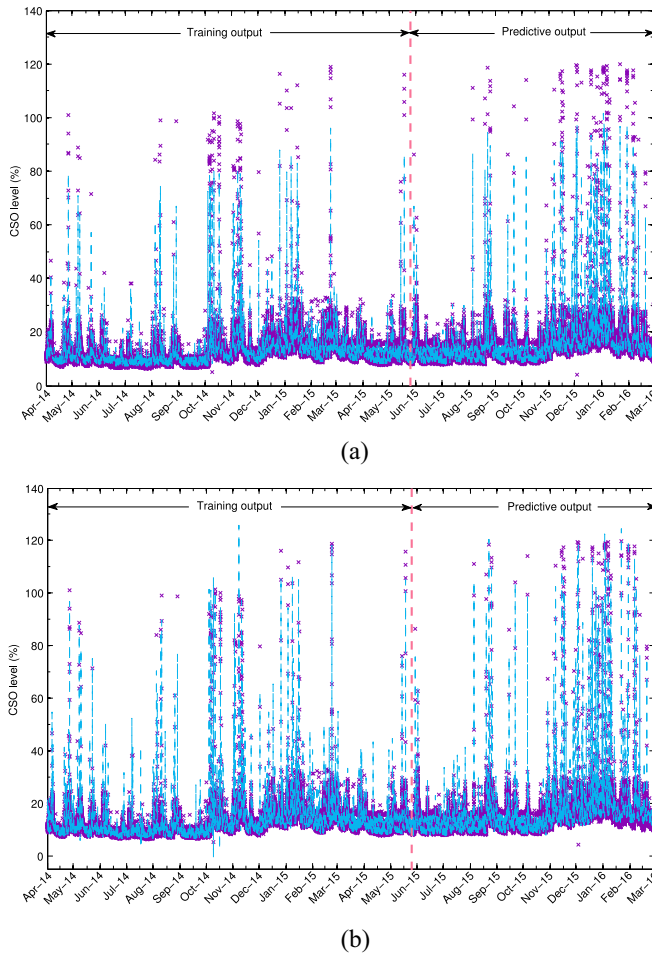 140
120
100
80
60
40
20
0
CSO level (%)
Training output
Predictive output
Apr–14
May–14
Jun–14
Jul–14
Aug–14
Sep–14
Oct–14
Nov–14
Dec–14
Jan–15
Feb–15
Mar–15
Apr–15
May–15
Jun–15
Jul–15
Aug–15
Sep–15
Oct–15
Nov–15
Dec–15
Jan–16
Feb–16
Mar–1
(a)
140
120
100
80
60
40
20
0
CSO level (%)
Training output
Predictive output
Apr–14
May–14
Jun–14
Jul–14
Aug–14
Sep–14
Oct–14
Nov–14
Dec–14
Jan–15
Feb–15
Mar–15
Apr–15
May–15
Jun–15
Jul–15
Aug–15
Sep–15
Oct–15
Nov–15
Dec–15
Jan–16
Feb–16
Mar–1
(b)